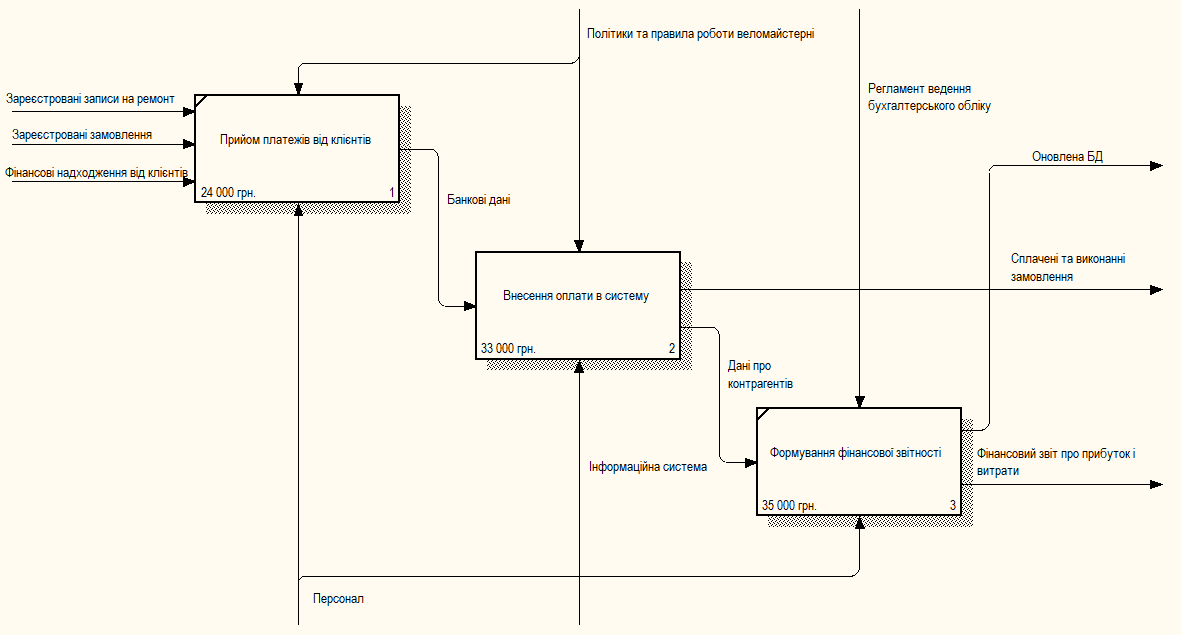 Політики та правила роботи веломайстерні
Регламент ведення
бухгалтерського обліку
Зареєстровані записи на ремонт
Зареєстровані замовлення
Фінансові надходження від клієнтів
Прийом платежів від клієнтів
24 000 грн.
1
Банкові дані
Оновлена БД
Сплачені та виконанні
замовлення
Внесення оплати в систему
33 000 грн.
2
Дані про
контрагентів
Інформаційна система
Формування фінансової звітності
35 000 грн.
3
Фінансовий звіт про прибуток і
витрати
Персонал